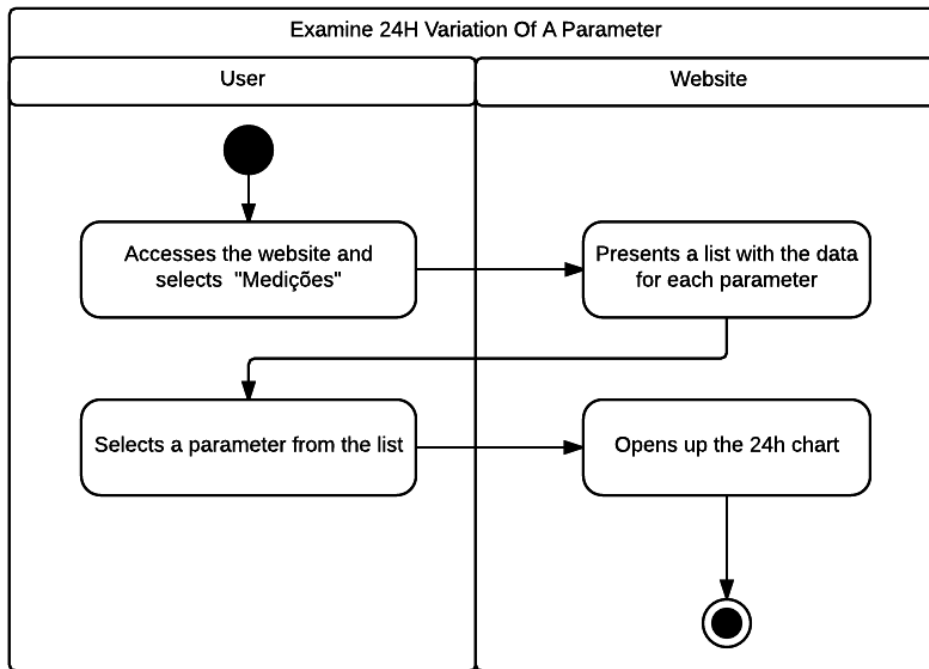 Examine 24H Variation Of A Parameter
User
Website
Accesses the website and
selects "Medições"
Presents a list with the data
for each parameter
Selects a parameter from the list
Opens up the 24h chart